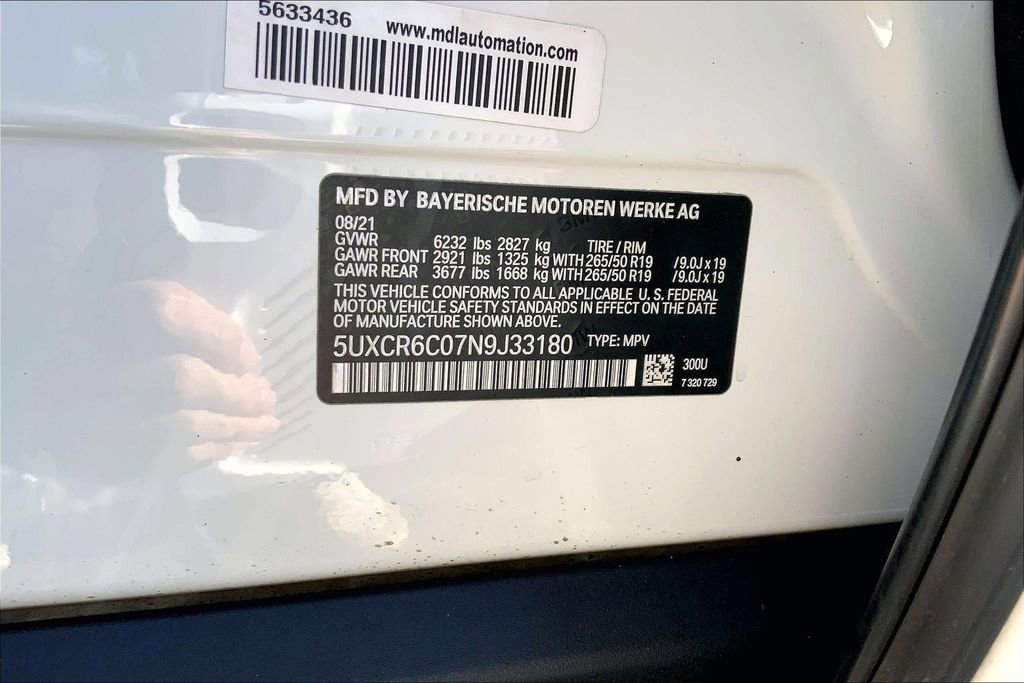 5633436
www.mdlautomation.com
MFD BY BAYERISCHE MOTOREN WERKE AG
08/21
GVWR 6232 lbs 2827 kg TIRE / RIM
GAWR FRONT 2921 lbs 1325 kg WITH 265/50 R19 /9.0J x 19
GAWR REAR 3677 lbs 1668 kg WITH 265/50 R19 /9.0J x 19
THIS VEHICLE CONFORMS TO ALL APPLICABLE U.S. FEDERAL
MOTOR VEHICLE SAFETY STANDARDS IN EFFECT ON THE DATE
OF MANUFACTURE SHOWN ABOVE.
5UXCR6C07N9J33180 TYPE: MPV
300U
7 320 729